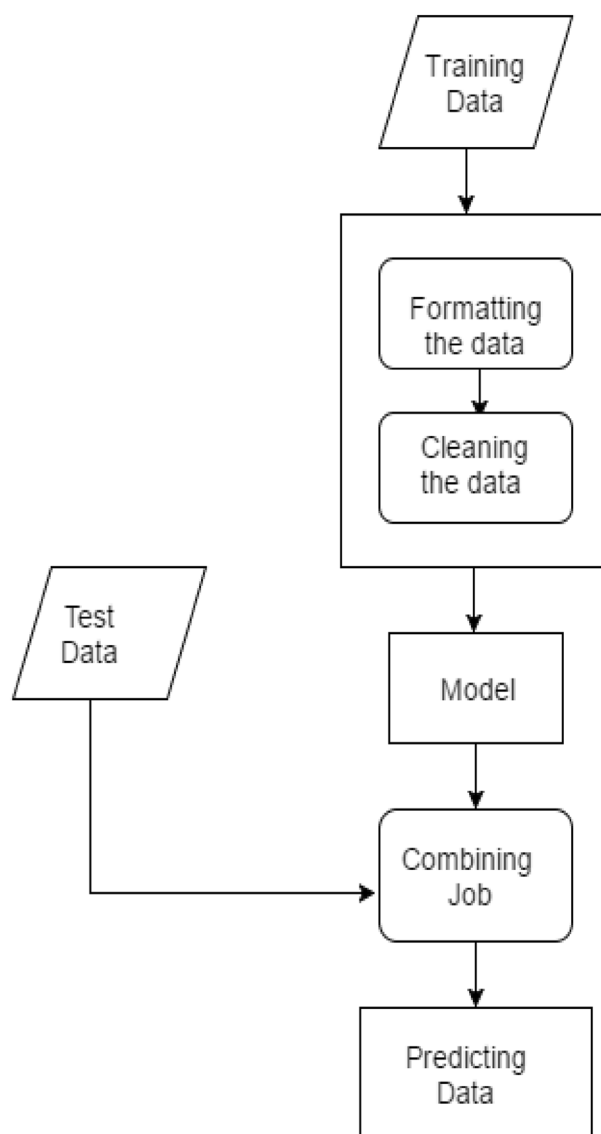 Training
Data
Formatting
the data
Cleaning
the data
Test
Data
Model
Combining
Job
Predicting
Data